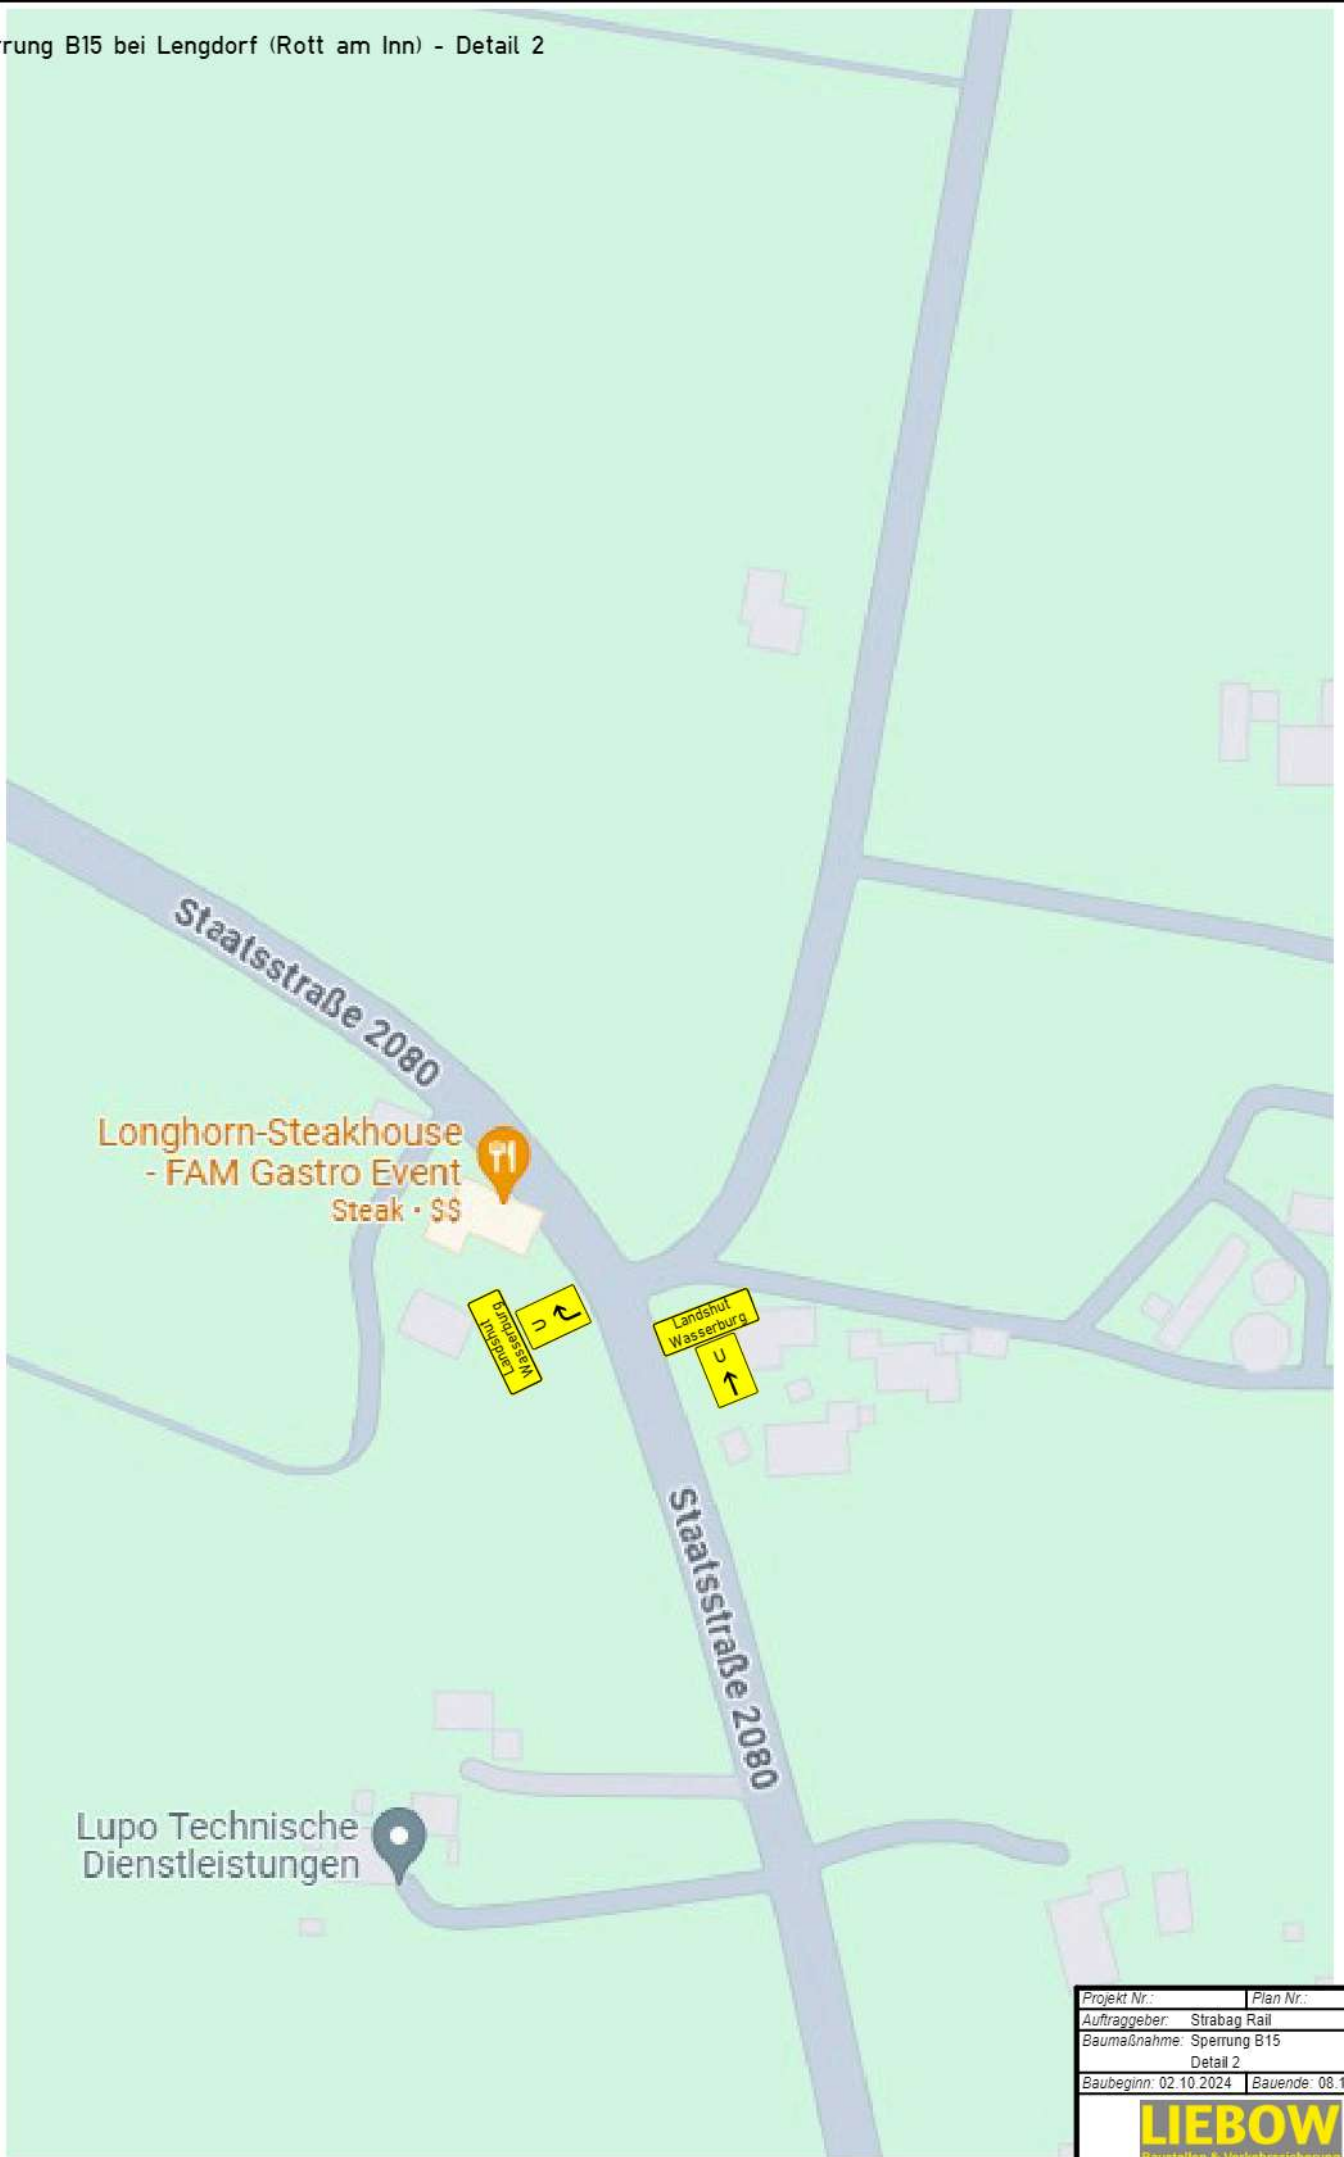 rrung B15 bei Lengdorf (Rott am Inn) - Detail 2
Staatsstraße 2080
Longhorn-Steakhouse
- FAM Gastro Event
Steak · $$
Landshut
Wasserburg
U
Landshut
Wasserburg
U
Staatsstraße 2080
Lupo Technische
Dienstleistungen
Projekt Nr.: Plan Nr.:
Auftraggeber: Strabag Rail
Baumaßnahme: Sperrung B15
Detail 2
Baubeginn: 02.10.2024 Bauende: 08.1
LIEBOW